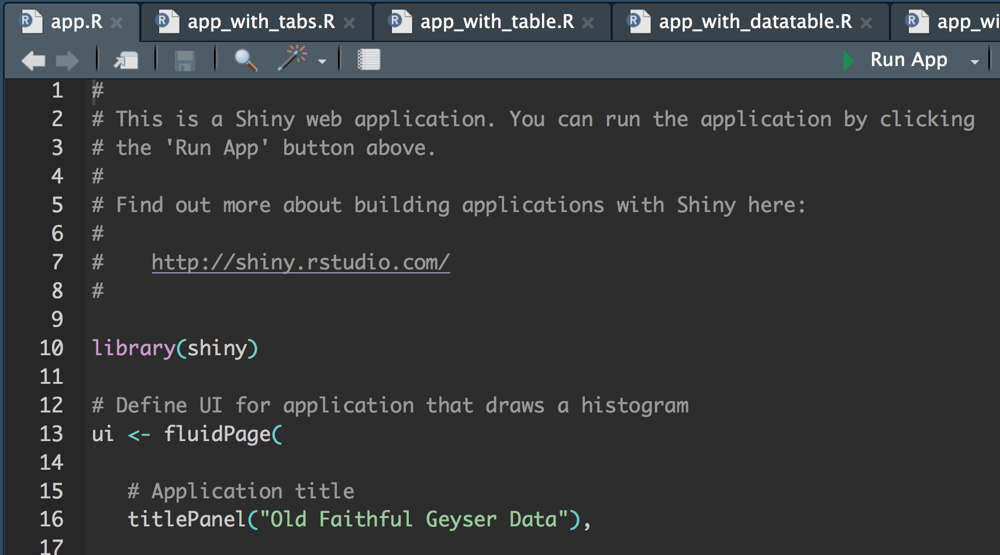 app.R app_with_tabs.R app_with_table.R app_with_datatable.R app_wi
Run App
1 #
2 # This is a Shiny web application. You can run the application by clicking
3 # the 'Run App' button above.
4 #
5 # Find out more about building applications with Shiny here:
6 #
7 #    http://shiny.rstudio.com/
8 #
9
10 library(shiny)
11
12 # Define UI for application that draws a histogram
13 ui <- fluidPage(
14
15    # Application title
16    titlePanel("Old Faithful Geyser Data"),
17